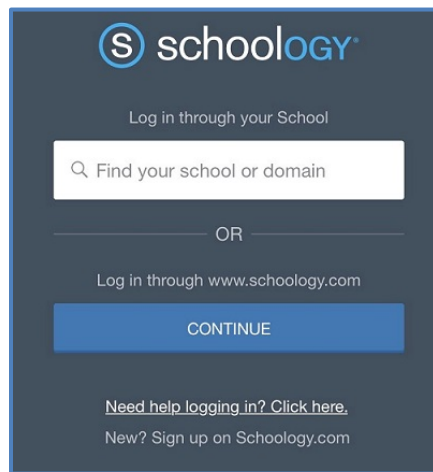 S schoology
Log in through your School
Find your school or domain
OR
Log in through www.schoology.com
CONTINUE
Need help logging in? Click here.
New? Sign up on Schoology.com